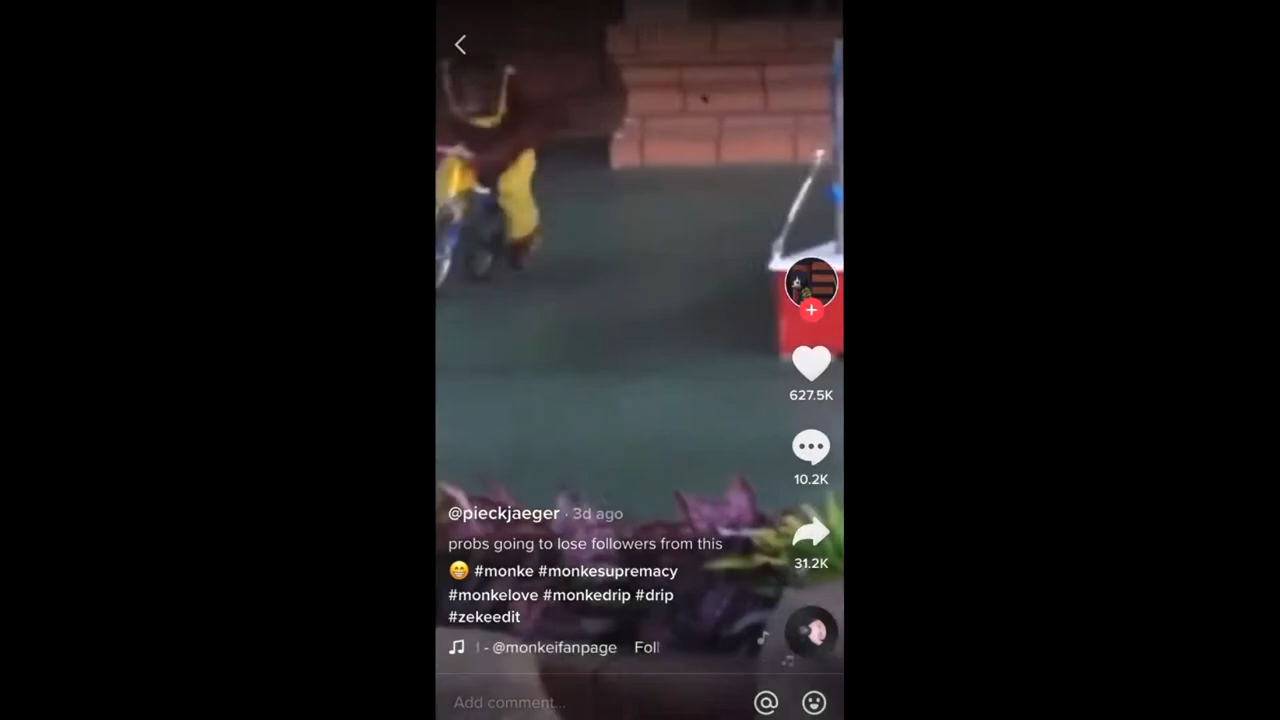 627.5K
10.2K
31.2K
@pieckjaeger · 3d ago
probs going to lose followers from this
😁 #monke #monkesupremacy
#monkelove #monkedrip #drip
#zekeedit
- @monkeifanpage Foll
Add comment...